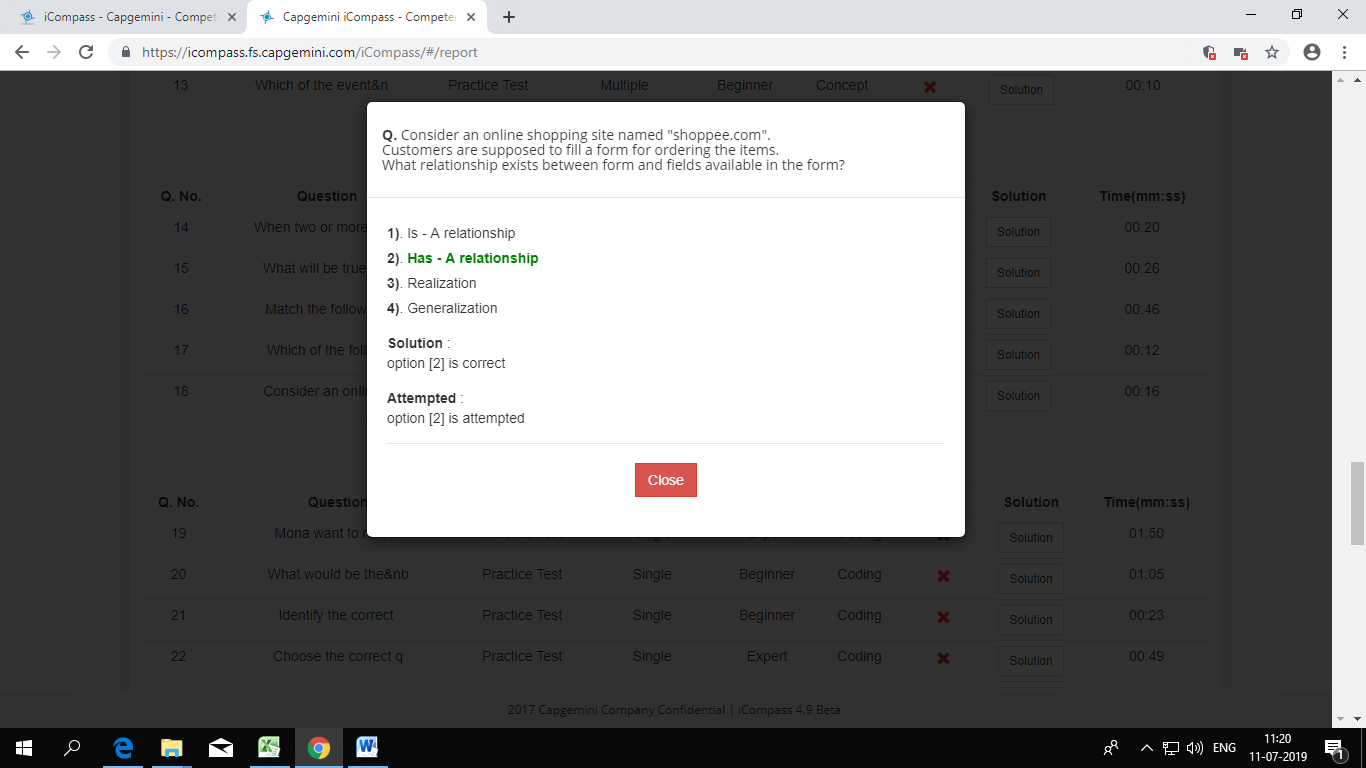 iCompass - Capgemini - Compet
Capgemini iCompass - Competen
https://icompass.fs.capgemini.com/iCompass/#/report
13 Which of the event&n Practice Test Multiple Beginner Concept Solution 00:10
Q. Consider an online shopping site named "shoppee.com".
Customers are supposed to fill a form for ordering the items.
What relationship exists between form and fields available in the form?
Q. No. Question Solution Time(mm:ss)
14 When two or more Solution 00:20
1). Is - A relationship
2). Has - A relationship
15 What will be true Solution 00:26
3). Realization
16 Match the follow Solution 00:46
4). Generalization
Solution :
17 Which of the foll Solution 00:12
option [2] is correct
18 Consider an onli Solution 00:16
Attempted :
option [2] is attempted
Close
Q. No. Question Solution Time(mm:ss)
19 Mona want to Solution 01:50
20 What would be the&nb Practice Test Single Beginner Coding Solution 01:05
21 Identify the correct Practice Test Single Beginner Coding Solution 00:23
22 Choose the correct q Practice Test Single Expert Coding Solution 00:49
2017 Capgemini Company Confidential | iCompass 4.9 Beta
ENG
11:20
11-07-2019
1